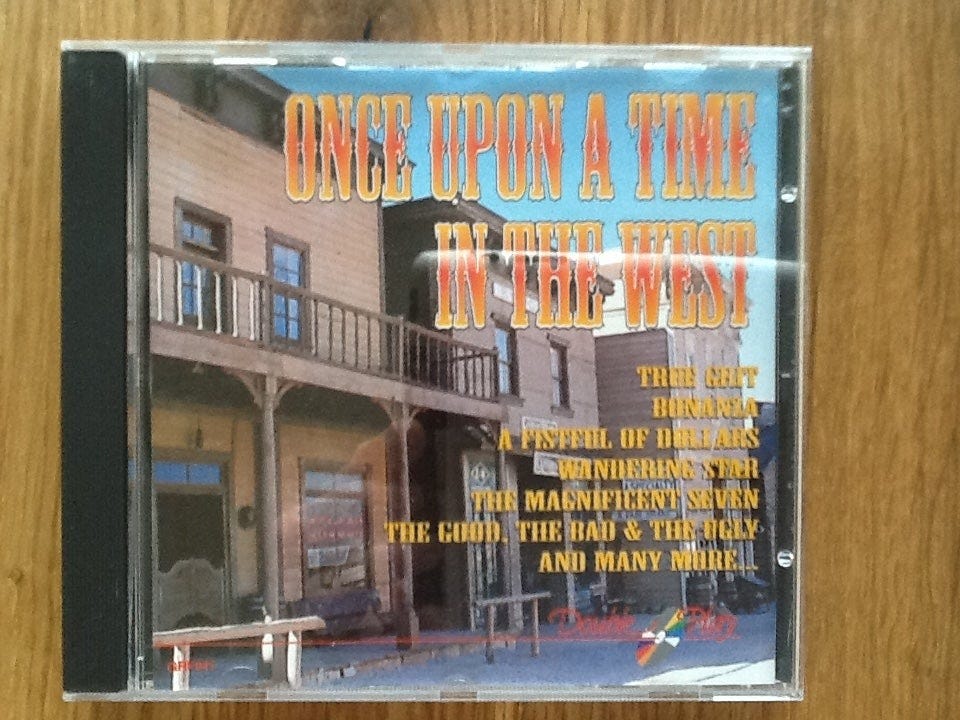 ONCE UPON A TIME
IN THE WEST
TRUE GRIT
BONANZA
A FISTFUL OF DOLLARS
WANDERING STAR
THE MAGNIFICENT SEVEN
THE GOOD, THE BAD & THE UGLY
AND MANY MORE...
Double Play